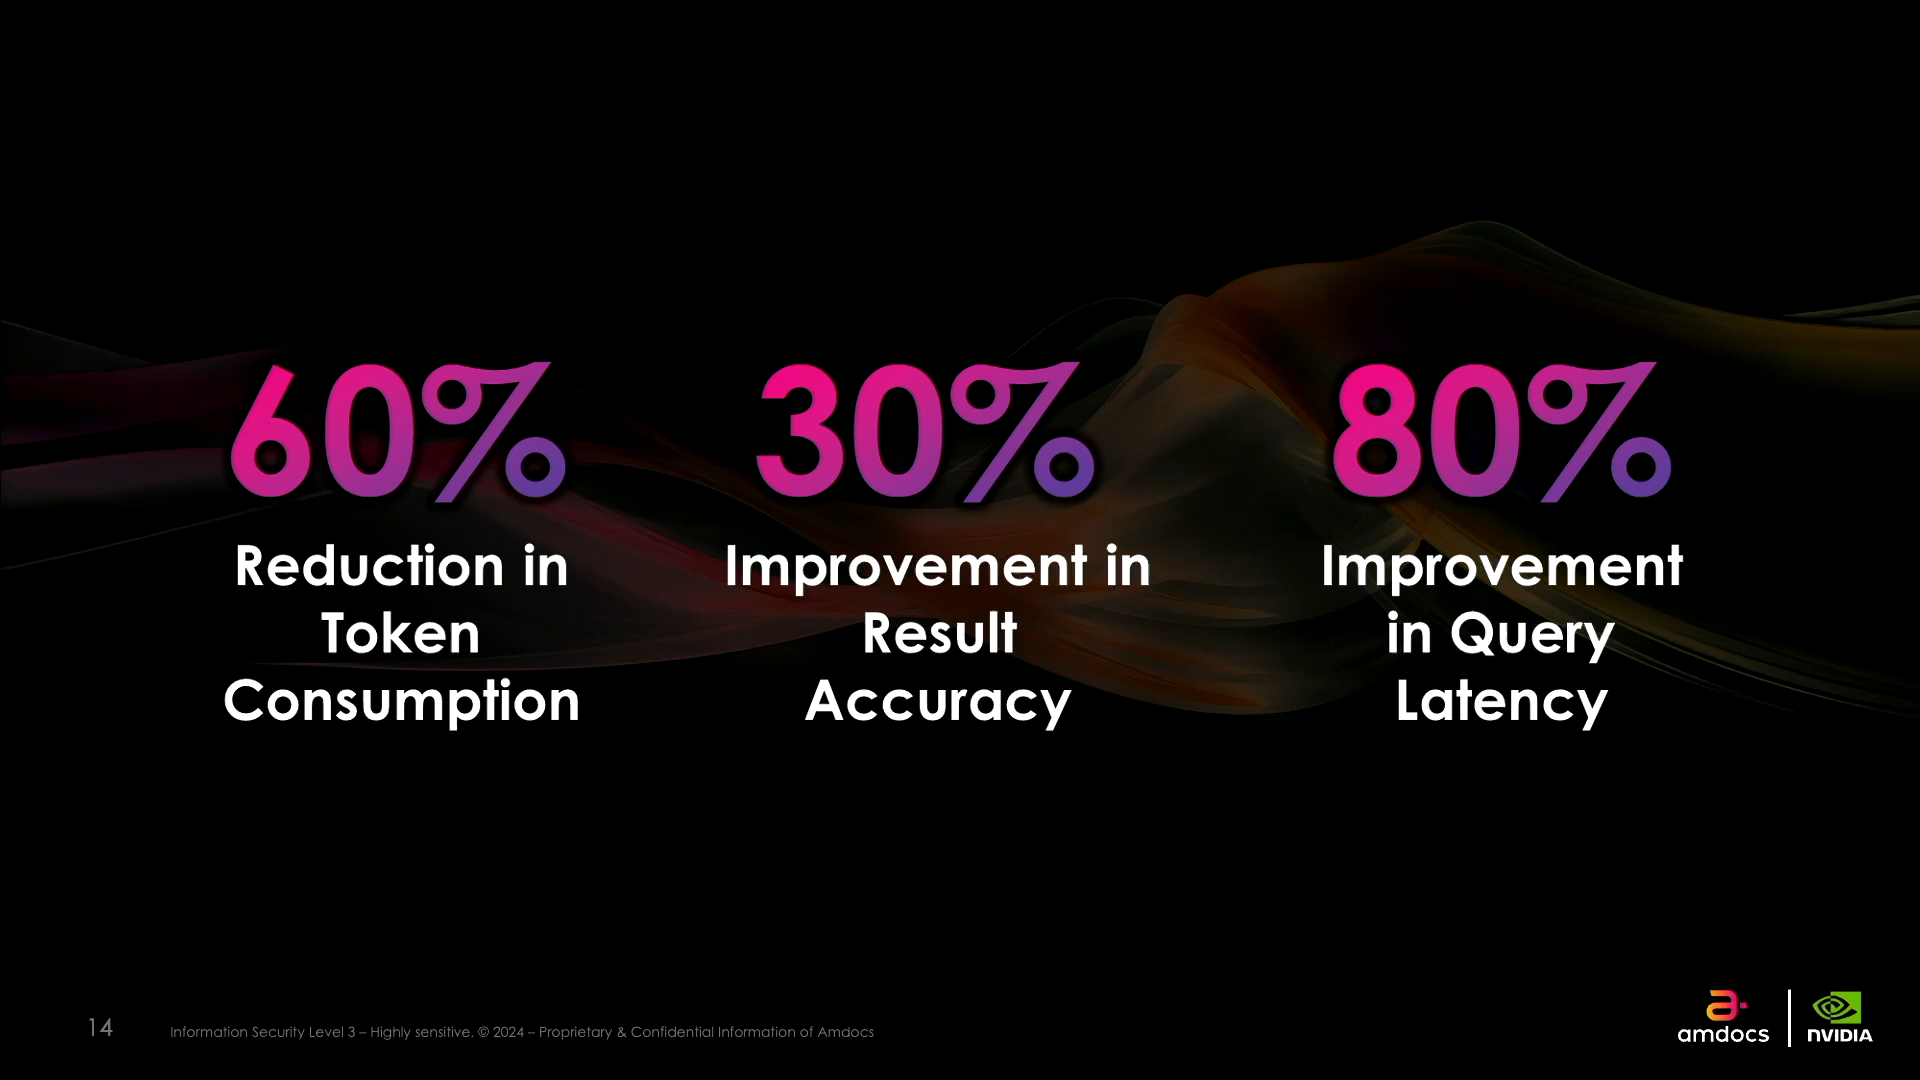 60%
Reduction in
Token
Consumption
30%
Improvement in
Result
Accuracy
80%
Improvement
in Query
Latency
14
Information Security Level 3 – Highly sensitive. © 2024 – Proprietary & Confidential Information of Amdocs
amdocs
nVIDIA